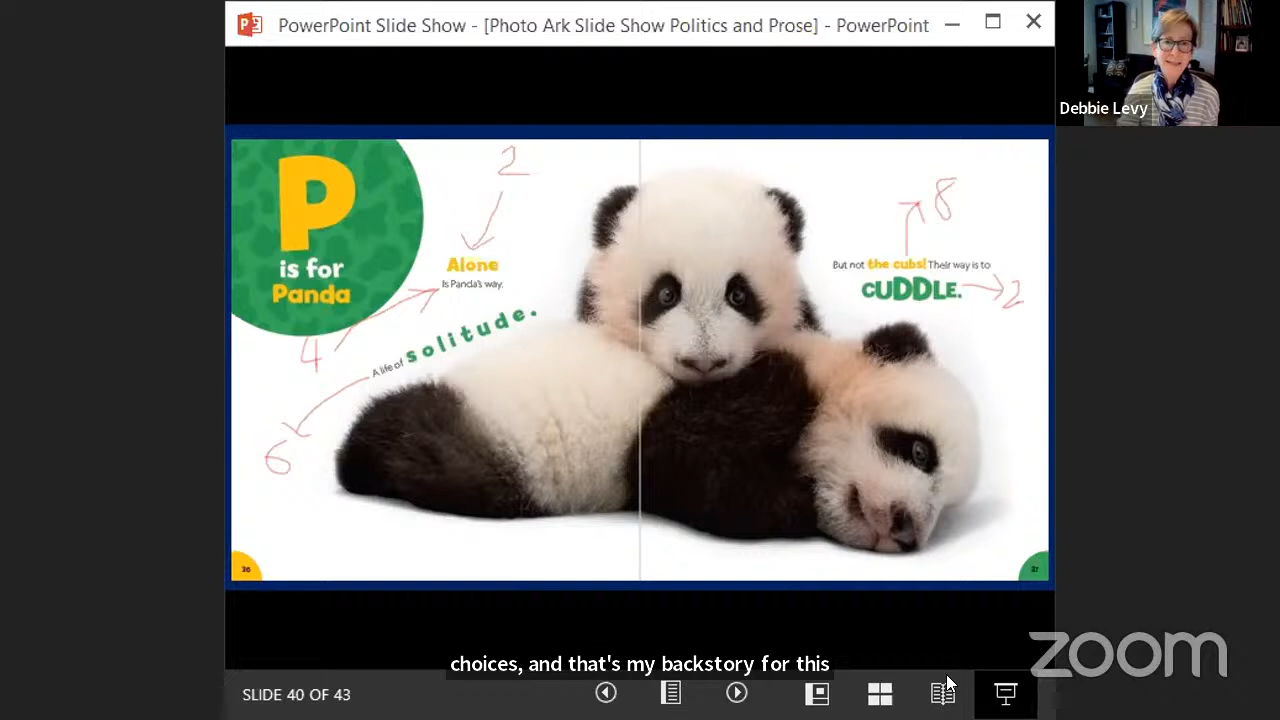 PowerPoint Slide Show - [Photo Ark Slide Show Politics and Prose] - PowerPoint
Debbie Levy
P
is for
Panda
2
Alone
Is Panda's way.
4
A life of solitude.
6
8
But not the cubs! Their way is to
CUDDLE.
2
36
37
choices, and that's my backstory for this
SLIDE 40 OF 43
zoom